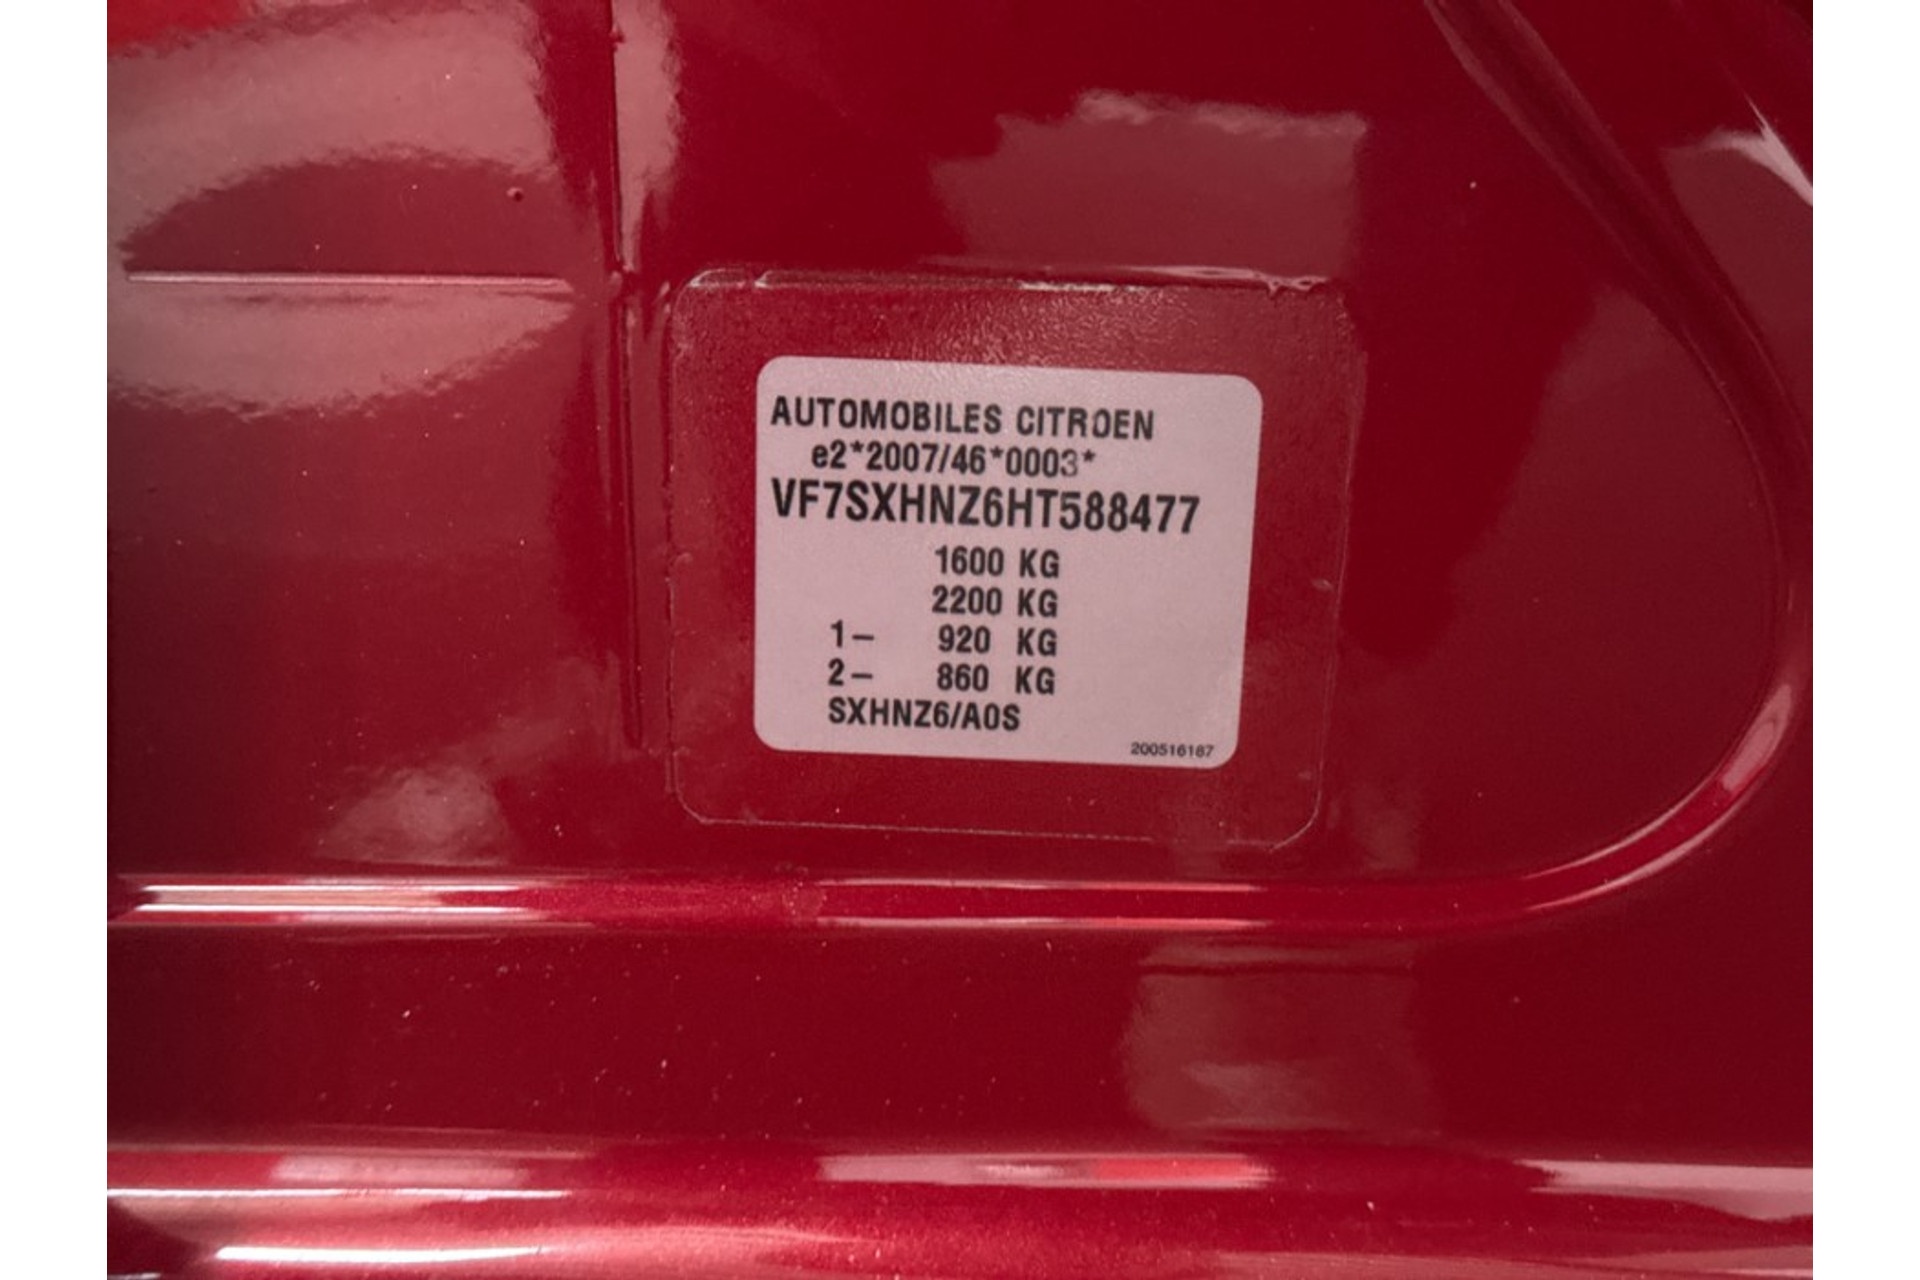 AUTOMOBILES CITROEN
e2*2007/46*0003*
VF7SXHNZ6HT588477
1600 KG
2200 KG
1- 920 KG
2- 860 KG
SXHNZ6/A0S
200516187